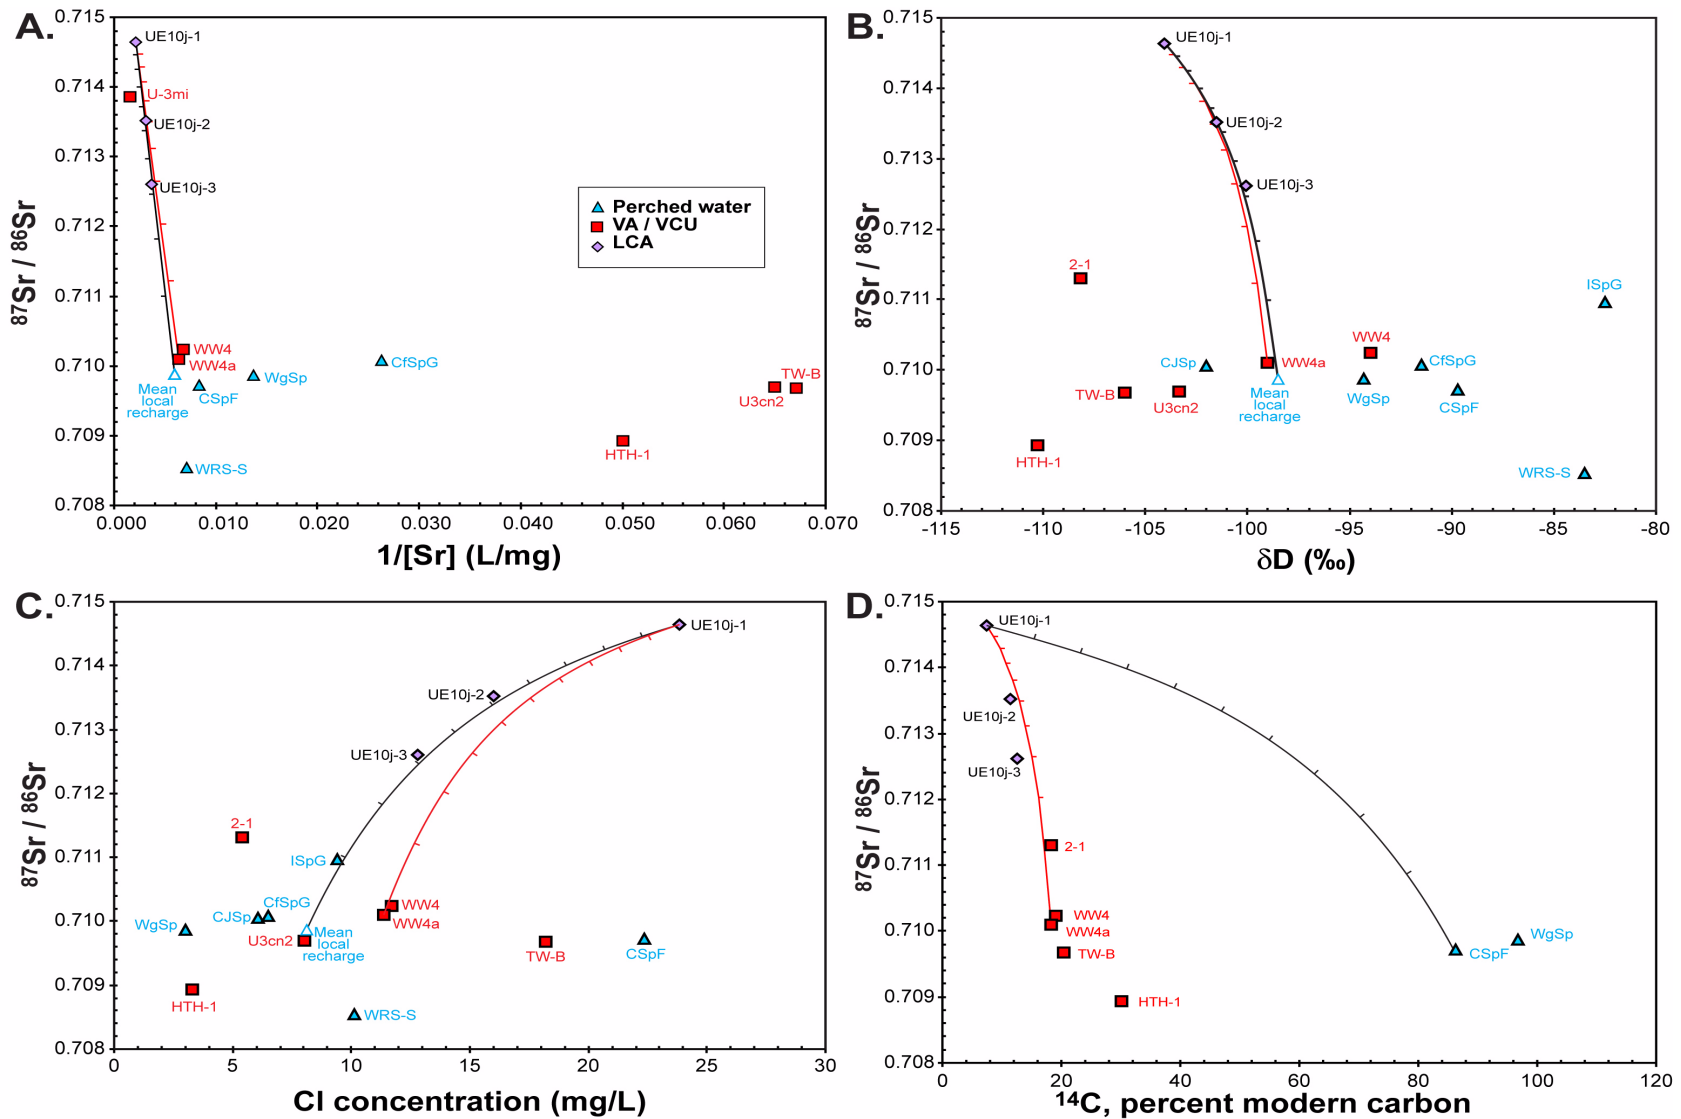 A.
0.715
0.714
0.713
0.712
0.711
0.710
0.709
0.708
87Sr / 86Sr
UE10j-1
U-3mi
UE10j-2
UE10j-3
Perched water
VA / VCU
LCA
WW4
WW4a
Mean
local
recharge
CSpF
WgSp
CfSpG
WRS-S
TW-B
U3cn2
HTH-1
0.000
0.010
0.020
0.030
0.040
0.050
0.060
0.070
1/[Sr] (L/mg)
B.
0.715
0.714
0.713
0.712
0.711
0.710
0.709
0.708
87Sr / 86Sr
UE10j-1
UE10j-2
UE10j-3
2-1
ISpG
WW4
CJSp
WW4a
CfSpG
TW-B
U3cn2
Mean
local
recharge
WgSp
CSpF
HTH-1
WRS-S
-115
-110
-105
-100
-95
-90
-85
-80
δD (‰)
C.
0.715
0.714
0.713
0.712
0.711
0.710
0.709
0.708
87Sr / 86Sr
UE10j-1
UE10j-2
UE10j-3
2-1
ISpG
CfSpG
CJSp
WgSp
WW4
WW4a
U3cn2
Mean
local
recharge
TW-B
CSpF
HTH-1
WRS-S
0
5
10
15
20
25
30
Cl concentration (mg/L)
D.
0.715
0.714
0.713
0.712
0.711
0.710
0.709
0.708
87Sr / 86Sr
UE10j-1
UE10j-2
UE10j-3
2-1
WW4
WW4a
TW-B
WgSp
CSpF
HTH-1
0
20
40
60
80
100
120
14C, percent modern carbon